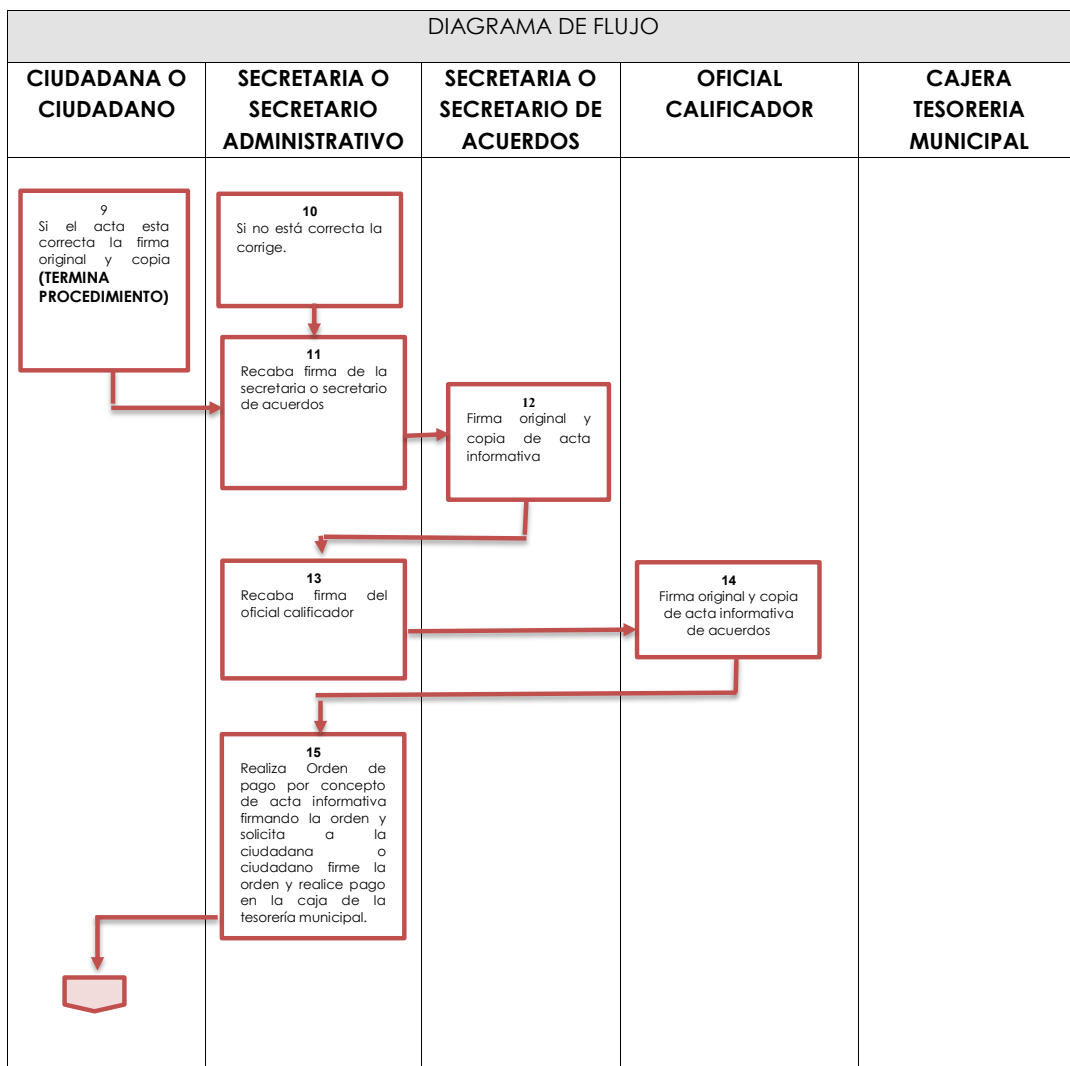 DIAGRAMA DE FLUJO
CIUDADANA O
CIUDADANO
SECRETARIA O
SECRETARIO
ADMINISTRATIVO
SECRETARIA O
SECRETARIO DE
ACUERDOS
OFICIAL
CALIFICADOR
CAJERA
TESORERIA
MUNICIPAL
9
Si el acta esta
correcta la firma
original y copia
(TERMINA
PROCEDIMIENTO)
10
Si no está correcta la
corrige.
11
Recaba firma de la
secretaria o secretario
de acuerdos
12
Firma original y
copia de acta
informativa
13
Recaba firma del
oficial calificador
14
Firma original y copia
de acta informativa
de acuerdos
15
Realiza Orden de
pago por concepto
de acta informativa
firmando la orden y
solicita a la
ciudadana o
ciudadano firme la
orden y realice pago
en la caja de la
tesorería municipal.